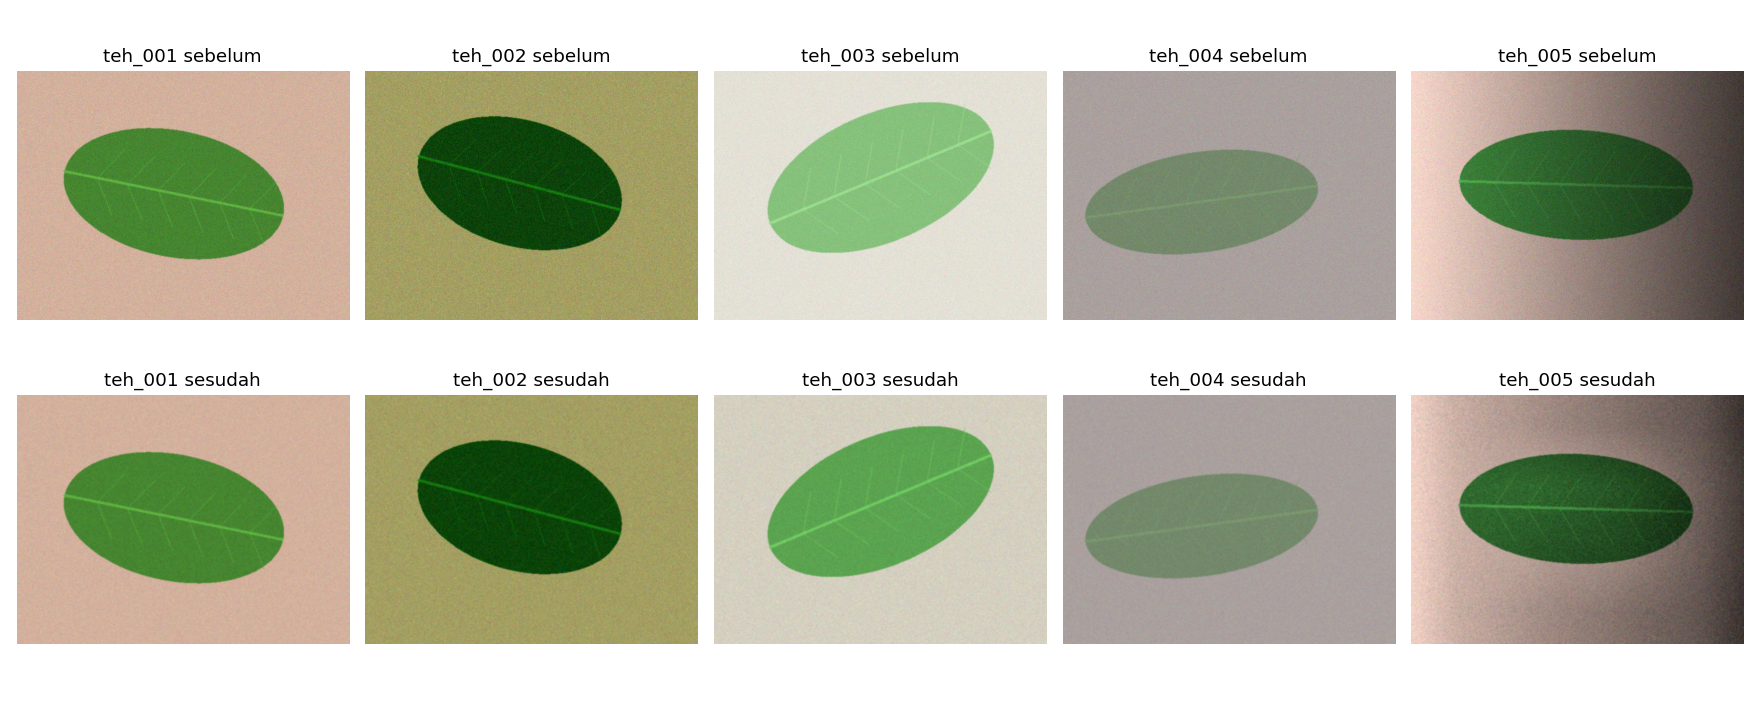 teh_001 sebelum
teh_002 sebelum
teh_003 sebelum
teh_004 sebelum
teh_005 sebelum
teh_001 sesudah
teh_002 sesudah
teh_003 sesudah
teh_004 sesudah
teh_005 sesudah